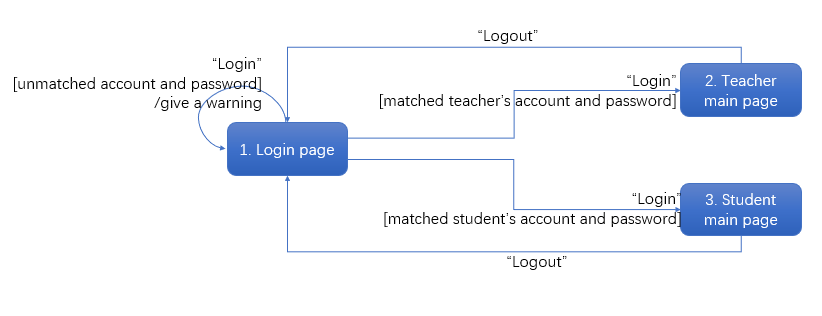 “Logout”
“Login”
[unmatched account and password]
/give a warning
“Login”
[matched teacher’s account and password]
2. Teacher
main page
1. Login page
“Login”
[matched student’s account and password]
3. Student
main page
“Logout”